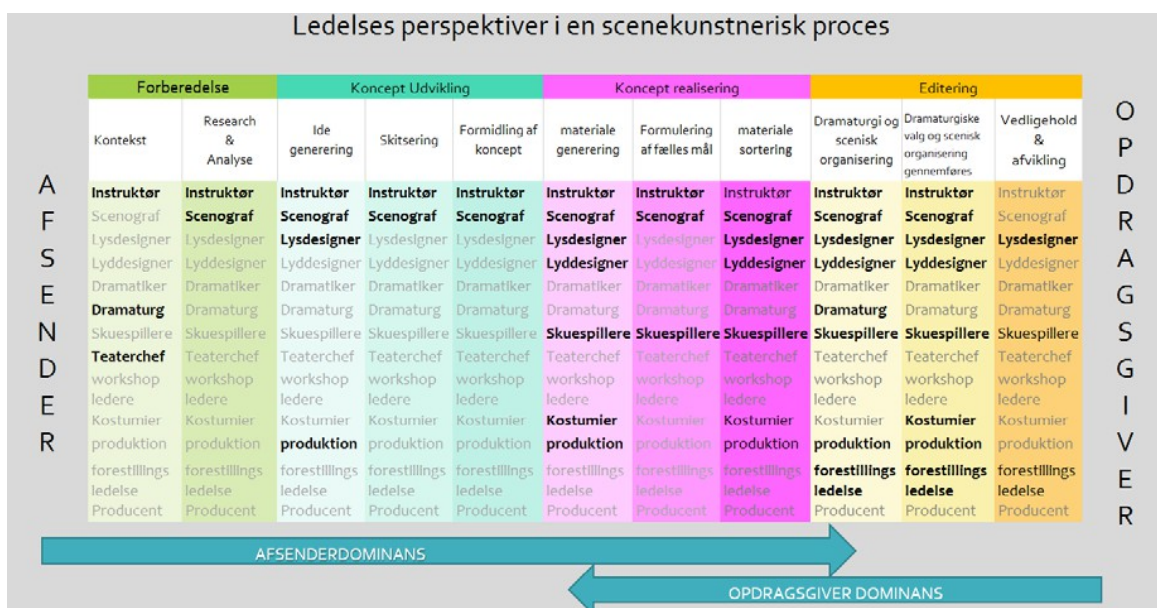 Ledelses perspektiver i en scenekunstnerisk proces
Forberedelse Koncept Udvikling Koncept realisering Editering
Kontekst Research & Analyse Ide generering Skitsering Formidling af koncept materiale generering Formulering af fælles mål materiale sortering Dramaturgi og scenisk organisering Dramaturgiske valg og scenisk organisering gennemføres Vedligehold & afvikling
Instruktør Instruktør Instruktør Instruktør Instruktør Instruktør Instruktør Instruktør Instruktør Instruktør Instruktør
Scenograf Scenograf Scenograf Scenograf Scenograf Scenograf Scenograf Scenograf Scenograf Scenograf Scenograf
Lysdesigner Lysdesigner Lysdesigner Lysdesigner Lysdesigner Lysdesigner Lysdesigner Lysdesigner Lysdesigner Lysdesigner Lysdesigner
Lyddesigner Lyddesigner Lyddesigner Lyddesigner Lyddesigner Lyddesigner Lyddesigner Lyddesigner Lyddesigner Lyddesigner Lyddesigner
Dramatiker Dramatiker Dramatiker Dramatiker Dramatiker Dramatiker Dramatiker Dramatiker Dramatiker Dramatiker Dramatiker
Dramaturg Dramaturg Dramaturg Dramaturg Dramaturg Dramaturg Dramaturg Dramaturg Dramaturg Dramaturg Dramaturg
Skuespillere Skuespillere Skuespillere Skuespillere Skuespillere Skuespillere Skuespillere Skuespillere Skuespillere Skuespillere Skuespillere
Teaterchef Teaterchef Teaterchef Teaterchef Teaterchef Teaterchef Teaterchef Teaterchef Teaterchef Teaterchef Teaterchef
workshop workshop workshop workshop workshop workshop workshop workshop workshop workshop workshop
ledere ledere ledere ledere ledere ledere ledere ledere ledere ledere ledere
Kostumier Kostumier Kostumier Kostumier Kostumier Kostumier Kostumier Kostumier Kostumier Kostumier Kostumier
produktion produktion produktion produktion produktion produktion produktion produktion produktion produktion produktion
forestillings forestillings forestillings forestillings forestillings forestillings forestillings forestillings forestillings forestillings forestillings
ledelse ledelse ledelse ledelse ledelse ledelse ledelse ledelse ledelse ledelse ledelse
Producent Producent Producent Producent Producent Producent Producent Producent Producent Producent Producent
AFSENDER
OPDRAGSGIVER
AFSENDERDOMINANS
OPDRAGSGIVER DOMINANS